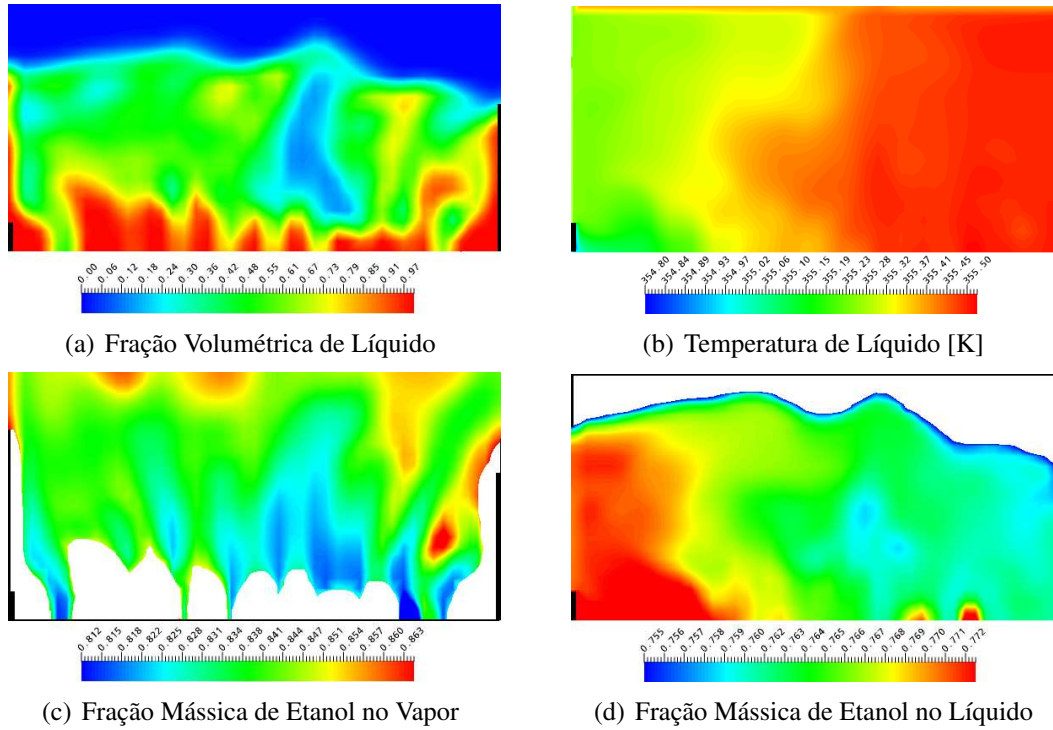 0.00 0.06 0.12 0.18 0.24 0.30 0.36 0.42 0.48 0.55 0.61 0.67 0.73 0.79 0.85 0.91 0.97
354.80 354.84 354.89 354.93 354.97 355.02 355.06 355.10 355.15 355.19 355.23 355.28 355.32 355.37 355.41 355.45 355.50
(a) Fração Volumétrica de Líquido
(b) Temperatura de Líquido [K]
0.812 0.815 0.818 0.822 0.825 0.828 0.831 0.834 0.838 0.841 0.844 0.847 0.851 0.854 0.857 0.860 0.863
0.755 0.756 0.757 0.758 0.759 0.760 0.762 0.763 0.764 0.765 0.766 0.767 0.768 0.769 0.770 0.771 0.772
(c) Fração Mássica de Etanol no Vapor
(d) Fração Mássica de Etanol no Líquido